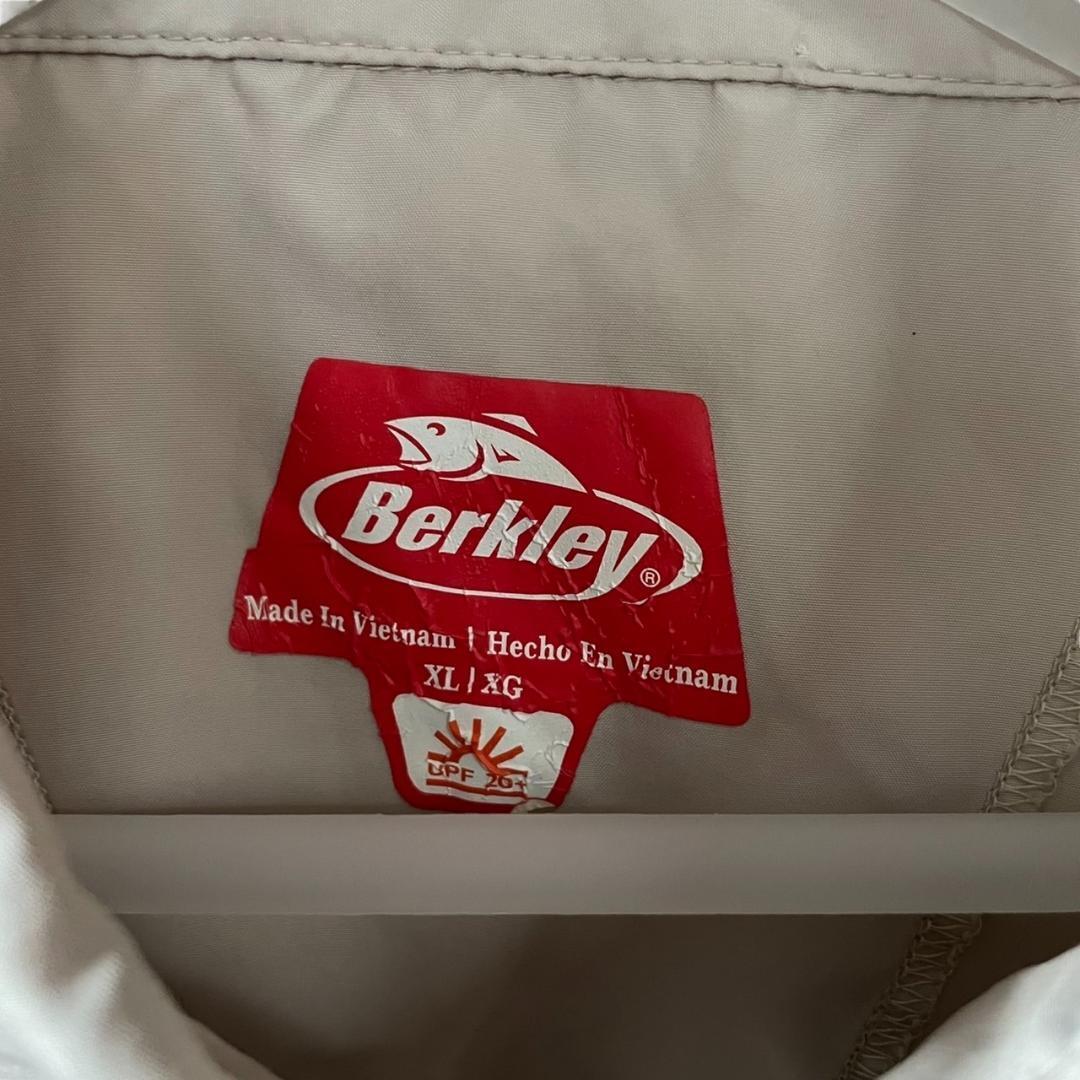 Berkley®
Made In Vietnam | Hecho En Vietnam
XL | XG
UPF 20+